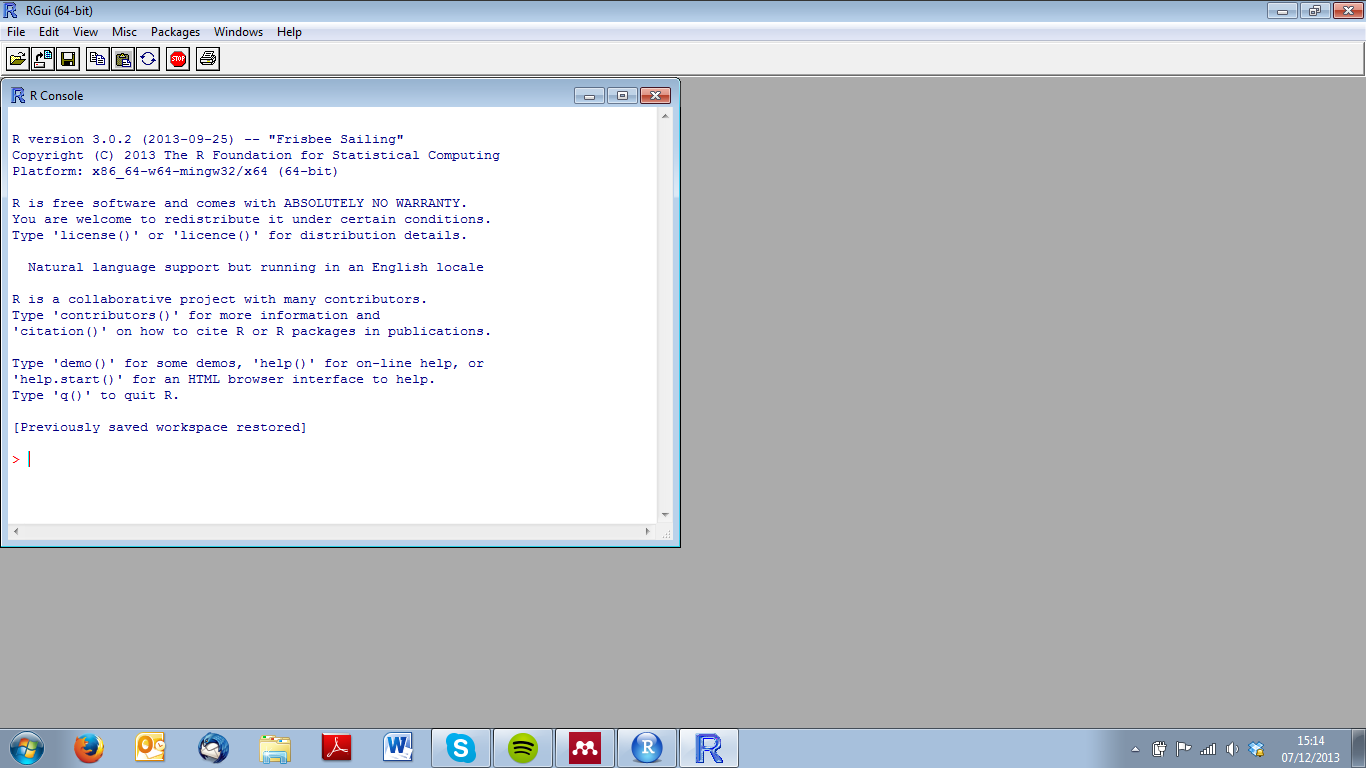 RGui (64-bit)
File Edit View Misc Packages Windows Help
STOP
R Console
R version 3.0.2 (2013-09-25) -- "Frisbee Sailing"
Copyright (C) 2013 The R Foundation for Statistical Computing
Platform: x86_64-w64-mingw32/x64 (64-bit)
R is free software and comes with ABSOLUTELY NO WARRANTY.
You are welcome to redistribute it under certain conditions.
Type 'license()' or 'licence()' for distribution details.
Natural language support but running in an English locale
R is a collaborative project with many contributors.
Type 'contributors()' for more information and
'citation()' on how to cite R or R packages in publications.
Type 'demo()' for some demos, 'help()' for on-line help, or
'help.start()' for an HTML browser interface to help.
Type 'q()' to quit R.
[Previously saved workspace restored]
>
15:14
07/12/2013